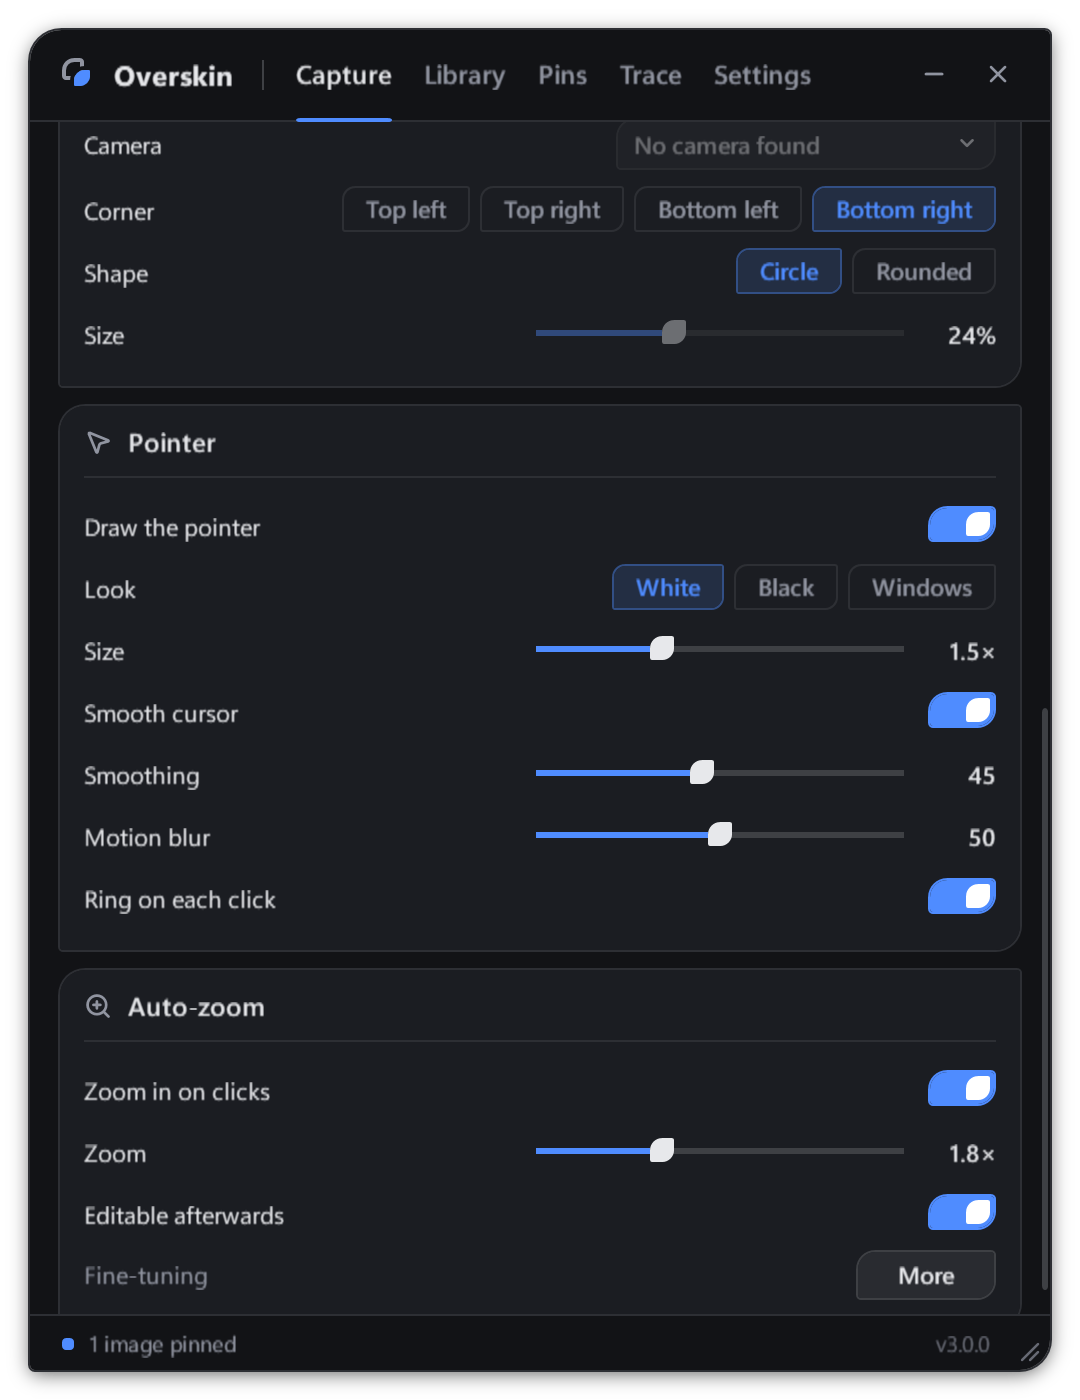 Overskin Capture Library Pins Trace Settings
Camera No camera found
Corner Top left Top right Bottom left Bottom right
Shape Circle Rounded
Size 24%
Pointer
Draw the pointer
Look White Black Windows
Size 1.5×
Smooth cursor
Smoothing 45
Motion blur 50
Ring on each click
Auto-zoom
Zoom in on clicks
Zoom 1.8×
Editable afterwards
Fine-tuning More
1 image pinned v3.0.0